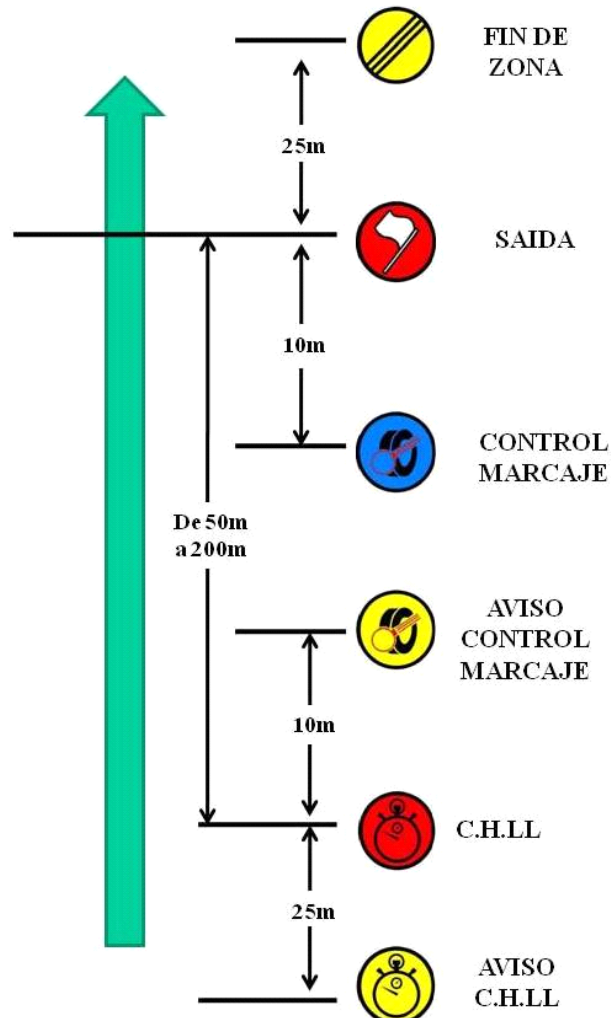 FIN DE
ZONA
25m
SAIDA
10m
CONTROL
MARCAJE
De 50m
a 200m
AVISO
CONTROL
MARCAJE
10m
C.H.LL
25m
AVISO
C.H.LL